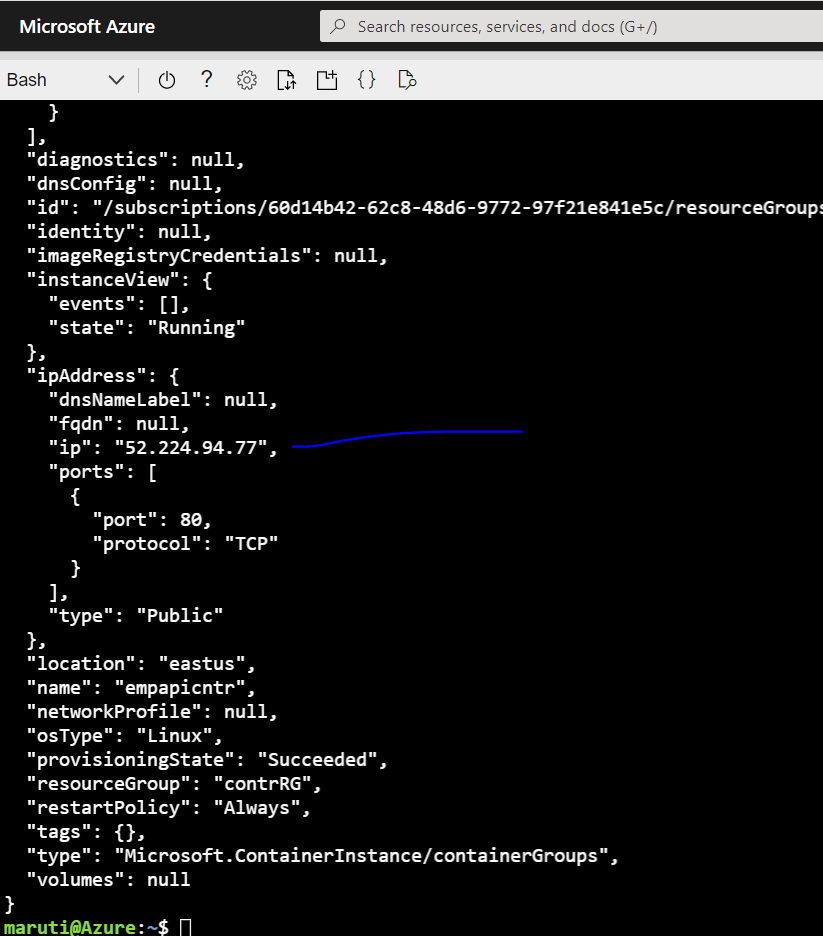 Microsoft Azure
Search resources, services, and docs (G+/)
Bash
?
{}
}
],
"diagnostics": null,
"dnsConfig": null,
"id": "/subscriptions/60d14b42-62c8-48d6-9772-97f21e841e5c/resourceGroups
"identity": null,
"imageRegistryCredentials": null,
"instanceView": {
"events": [],
"state": "Running"
},
"ipAddress": {
"dnsNameLabel": null,
"fqdn": null,
"ip": "52.224.94.77",
"ports": [
{
"port": 80,
"protocol": "TCP"
}
],
"type": "Public"
},
"location": "eastus",
"name": "empapicntr",
"networkProfile": null,
"osType": "Linux",
"provisioningState": "Succeeded",
"resourceGroup": "contrRG",
"restartPolicy": "Always",
"tags": {},
"type": "Microsoft.ContainerInstance/containerGroups",
"volumes": null
}
maruti@Azure:~$